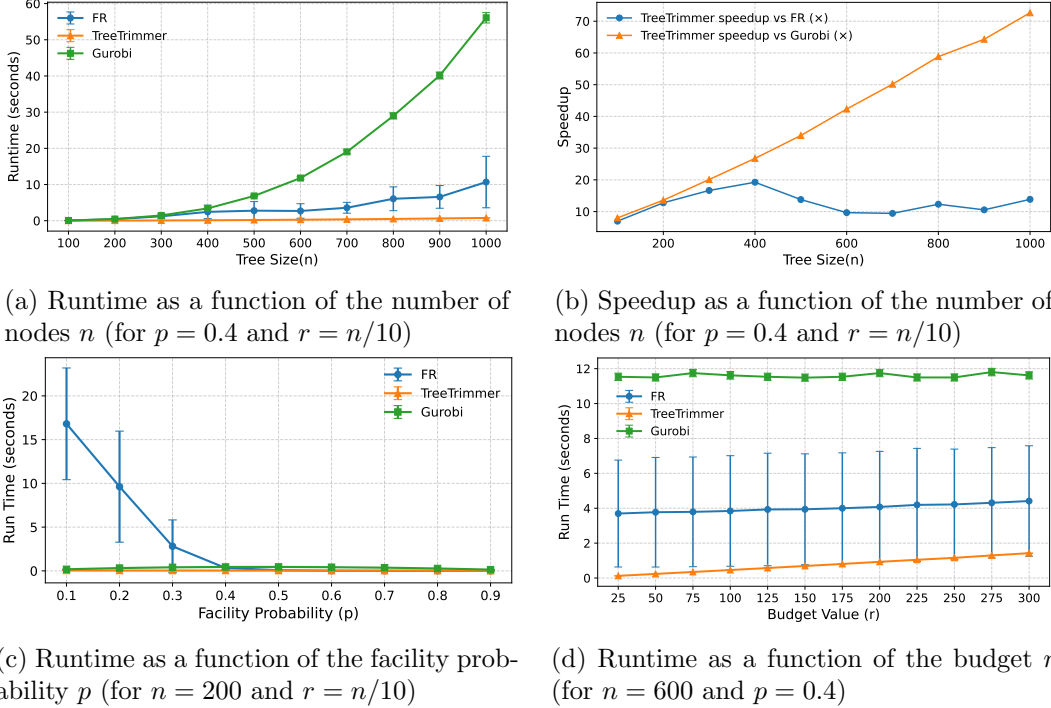 FR
TreeTrimmer
Gurobi
Runtime (seconds)
60
50
40
30
20
10
0
100 200 300 400 500 600 700 800 900 1000
Tree Size(n)
TreeTrimmer speedup vs FR (×)
TreeTrimmer speedup vs Gurobi (×)
Speedup
70
60
50
40
30
20
10
200 400 600 800 1000
Tree Size(n)
(a) Runtime as a function of the number of
nodes n (for p = 0.4 and r = n/10)
(b) Speedup as a function of the number of
nodes n (for p = 0.4 and r = n/10)
FR
TreeTrimmer
Gurobi
Run Time (seconds)
20
15
10
5
0
0.1 0.2 0.3 0.4 0.5 0.6 0.7 0.8 0.9
Facility Probability (p)
FR
TreeTrimmer
Gurobi
Run Time (seconds)
12
10
8
6
4
2
0
25 50 75 100 125 150 175 200 225 250 275 300
Budget Value (r)
(c) Runtime as a function of the facility prob-
ability p (for n = 200 and r = n/10)
(d) Runtime as a function of the budget r
(for n = 600 and p = 0.4)